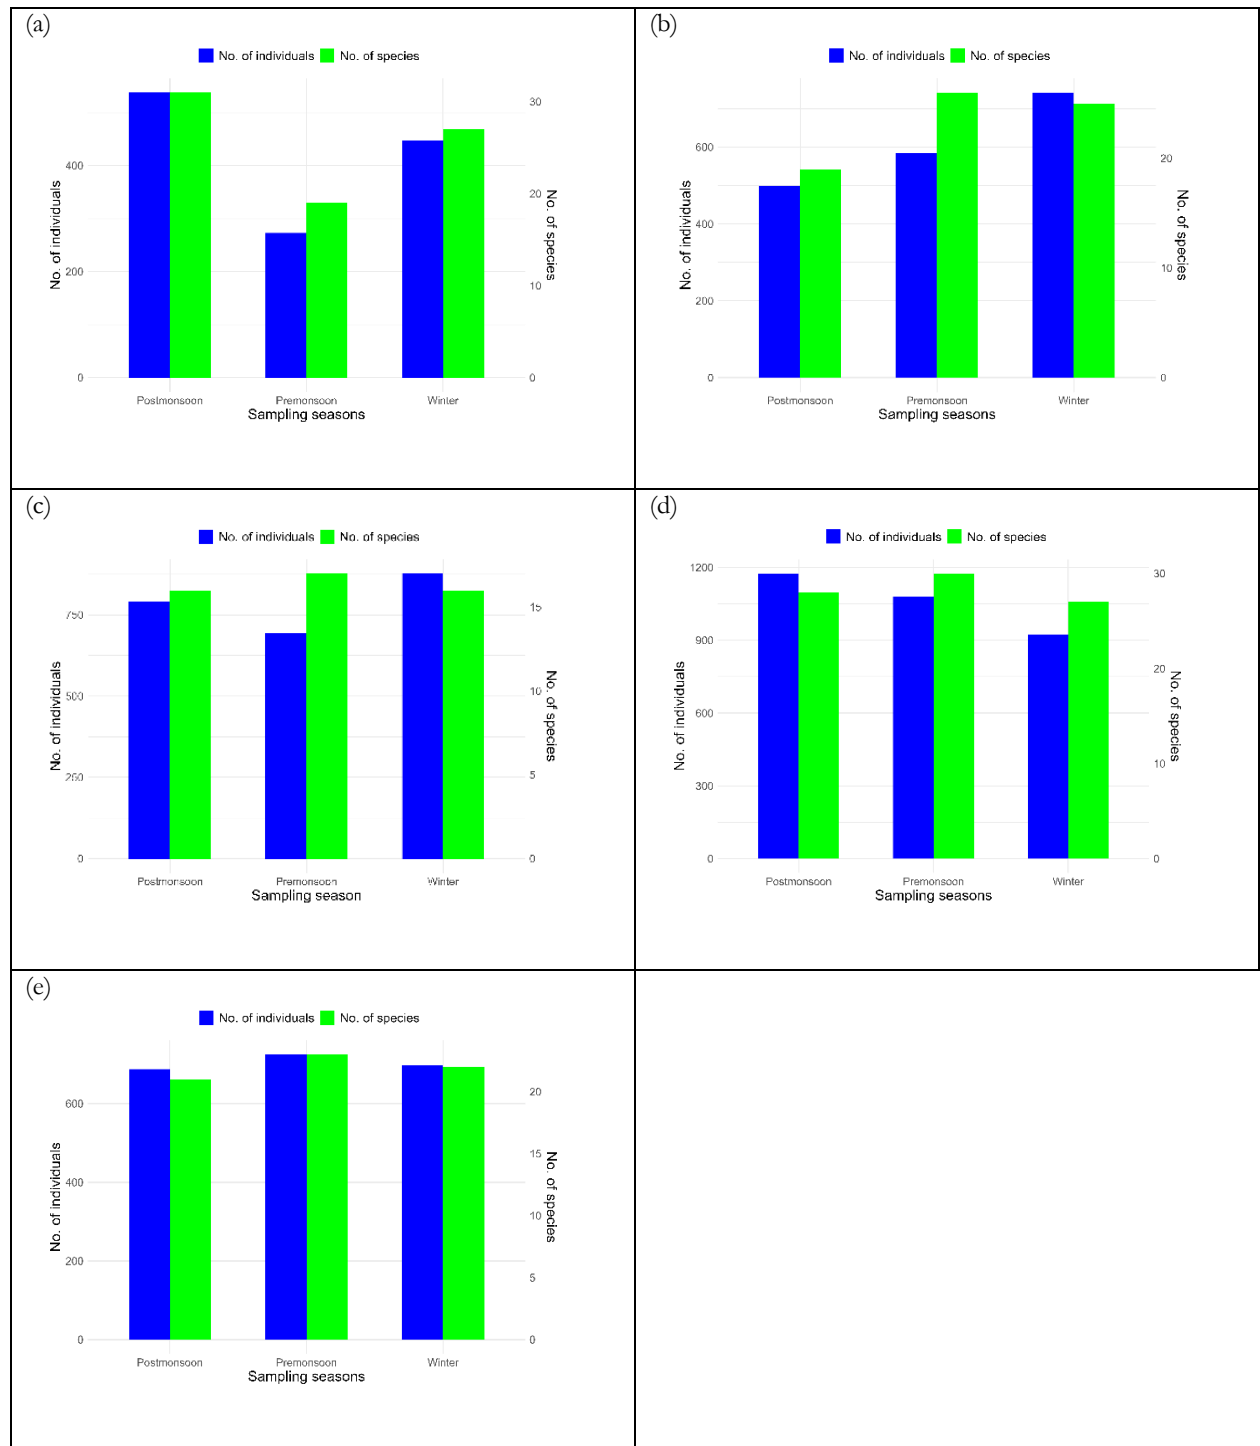 (a)
No. of individuals No. of species
No. of individuals
400
200
0
30
20
10
0
No. of species
Postmonsoon Premonsoon Winter
Sampling seasons
(b)
No. of individuals No. of species
No. of individuals
600
400
200
0
20
10
0
No. of species
Postmonsoon Premonsoon Winter
Sampling seasons
(c)
No. of individuals No. of species
No. of individuals
750
500
250
0
15
10
5
0
No. of species
Postmonsoon Premonsoon Winter
Sampling season
(d)
No. of individuals No. of species
No. of individuals
1200
900
600
300
0
30
20
10
0
No. of species
Postmonsoon Premonsoon Winter
Sampling seasons
(e)
No. of individuals No. of species
No. of individuals
600
400
200
0
20
15
10
5
0
No. of species
Postmonsoon Premonsoon Winter
Sampling seasons